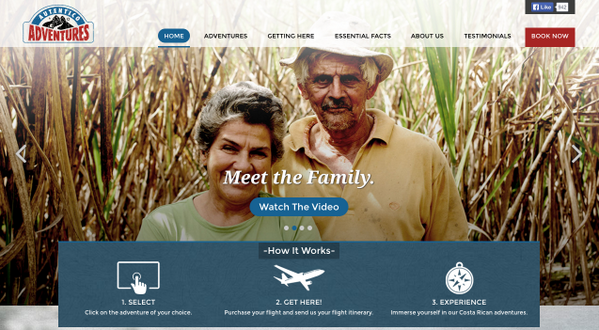 AUTENTICO
ADVENTURES
Like
HOME
ADVENTURES
GETTING HERE
ESSENTIAL FACTS
ABOUT US
TESTIMONIALS
BOOK NOW
Meet the Family.
Watch The Video
-How It Works-
1. SELECT
Click on the adventure of your choice.
2. GET HERE!
Purchase your flight and send us your flight itinerary.
3. EXPERIENCE
Immerse yourself in our Costa Rican adventures.